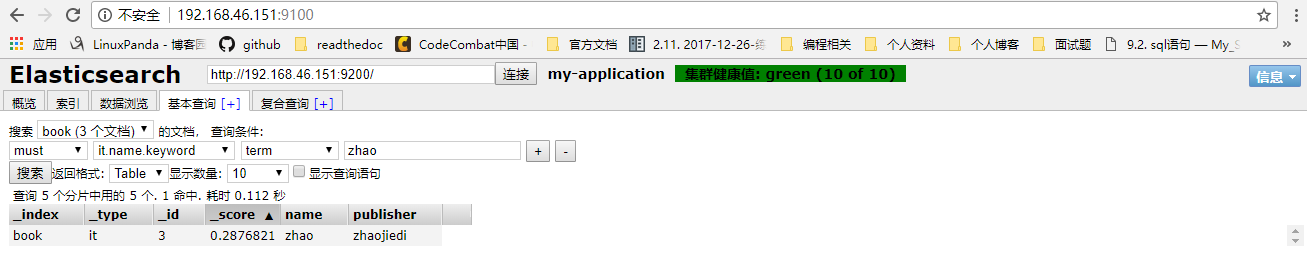 不安全 192.168.46.151:9100
应用 LinuxPanda - 博客园 github readthedoc CodeCombat中国 - 官方文档 2.11. 2017-12-26-练 编程相关 个人资料 个人博客 面试题 9.2. sql语句 — My_S »
Elasticsearch http://192.168.46.151:9200/ 连接 my-application 集群健康值: green (10 of 10) 信息
概览 索引 数据浏览 基本查询 [+] 复合查询 [+]
搜索 book (3 个文档) 的文档， 查询条件:
must it.name.keyword term zhao + -
搜索 返回格式: Table 显示数量: 10 显示查询语句
查询 5 个分片中用的 5 个. 1 命中. 耗时 0.112 秒
_index _type _id _score ▲ name publisher
book it 3 0.2876821 zhao zhaojiedi